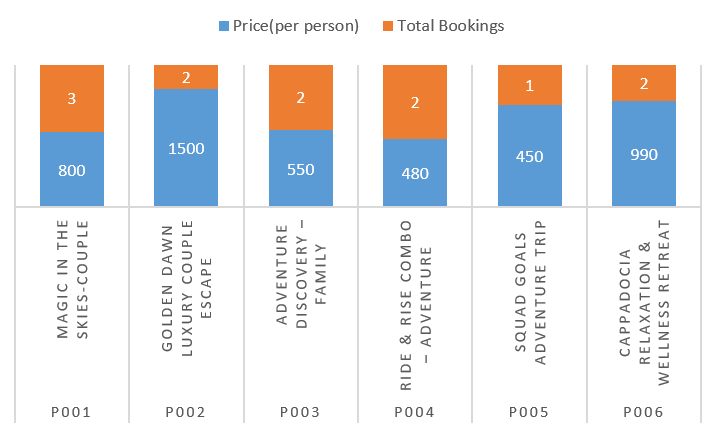 Price(per person) Total Bookings
3 2 2 2 1 2
800 1500 550 480 450 990
MAGIC IN THE
SKIES-COUPLE
GOLDEN DAWN
LUXURY COUPLE
ESCAPE
ADVENTURE
DISCOVERY –
FAMILY
RIDE & RISE COMBO
– ADVENTURE
SQUAD GOALS
ADVENTURE TRIP
CAPPADOCIA
RELAXATION &
WELLNESS RETREAT
P001 P002 P003 P004 P005 P006